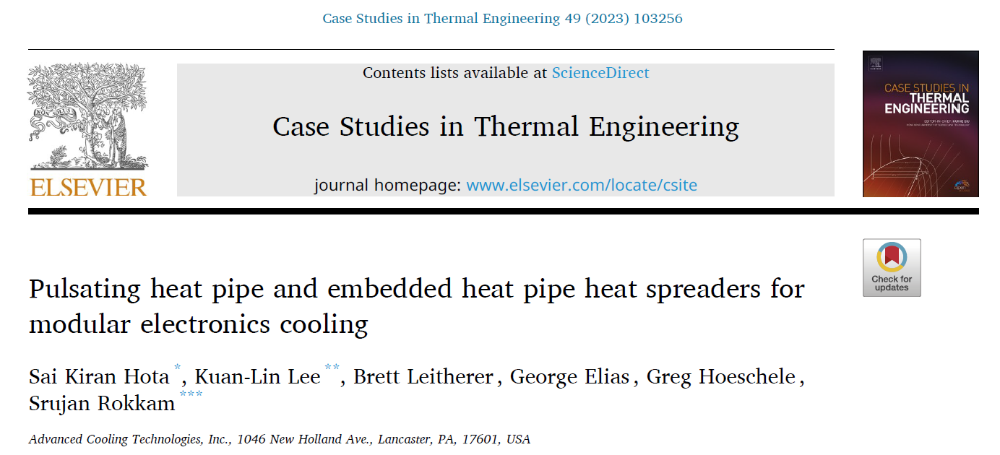 Case Studies in Thermal Engineering 49 (2023) 103256
Contents lists available at ScienceDirect
Case Studies in Thermal Engineering
journal homepage: www.elsevier.com/locate/csite
NON SOLUS
ELSEVIER
CASE STUDIES IN
THERMAL
ENGINEERING
Check for
updates
Pulsating heat pipe and embedded heat pipe heat spreaders for
modular electronics cooling
Sai Kiran Hota *, Kuan-Lin Lee **, Brett Leitherer, George Elias, Greg Hoeschele,
Srujan Rokkam ***
Advanced Cooling Technologies, Inc., 1046 New Holland Ave., Lancaster, PA, 17601, USA